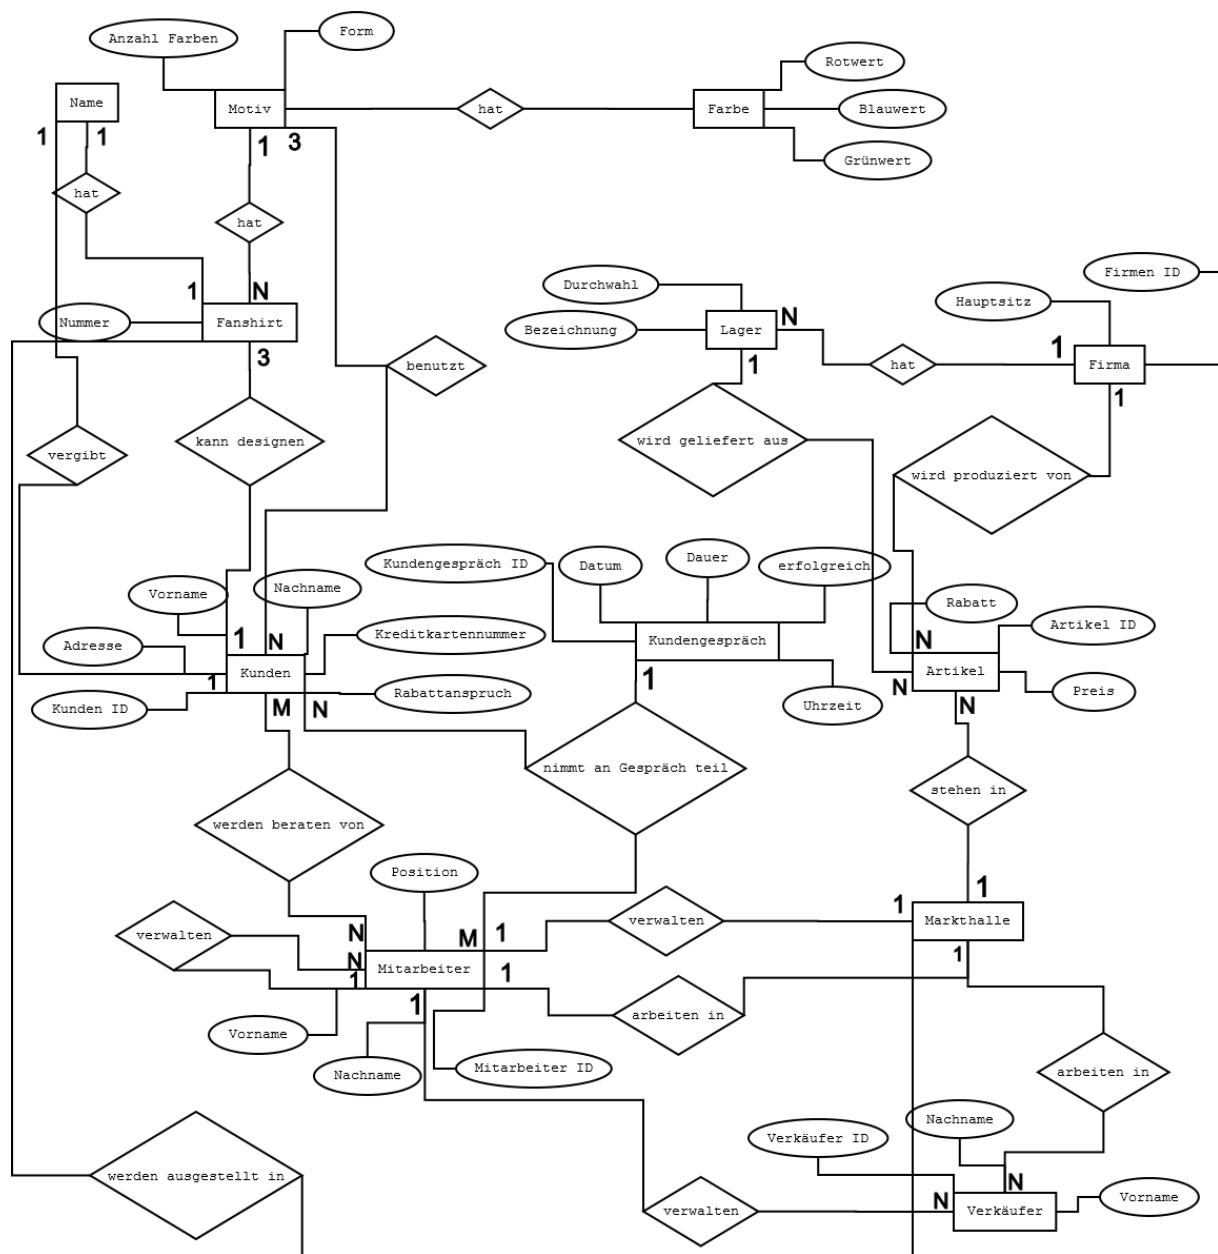 Form
Anzahl Farben
Rotwert
Name
Motiv
hat
Farbe
Blauwert
1
1
1
3
Grünwert
hat
hat
Firmen ID
Durchwahl
Hauptsitz
1
N
N
Nummer
Fanshirt
Bezeichnung
Lager
1
3
1
benutzt
hat
Firma
1
kann designen
wird geliefert aus
vergibt
wird produziert von
Kundengespräch ID
Datum
Dauer
erfolgreich
Vorname
Nachname
Rabatt
Artikel ID
1
N
Kreditkartennummer
Kundengespräch
N
Adresse
Kunden
1
1
Artikel
N
Preis
Kunden ID
M
N
Rabattanspruch
Uhrzeit
N
nimmt an Gespräch teil
stehen in
werden beraten von
Position
1
verwalten
N
M
1
verwalten
1
Markthalle
N
Mitarbeiter
1
1
1
1
arbeiten in
Vorname
Nachname
Mitarbeiter ID
arbeiten in
Verkäufer ID
Nachname
werden ausgestellt in
N
Vorname
verwalten
N
Verkäufer